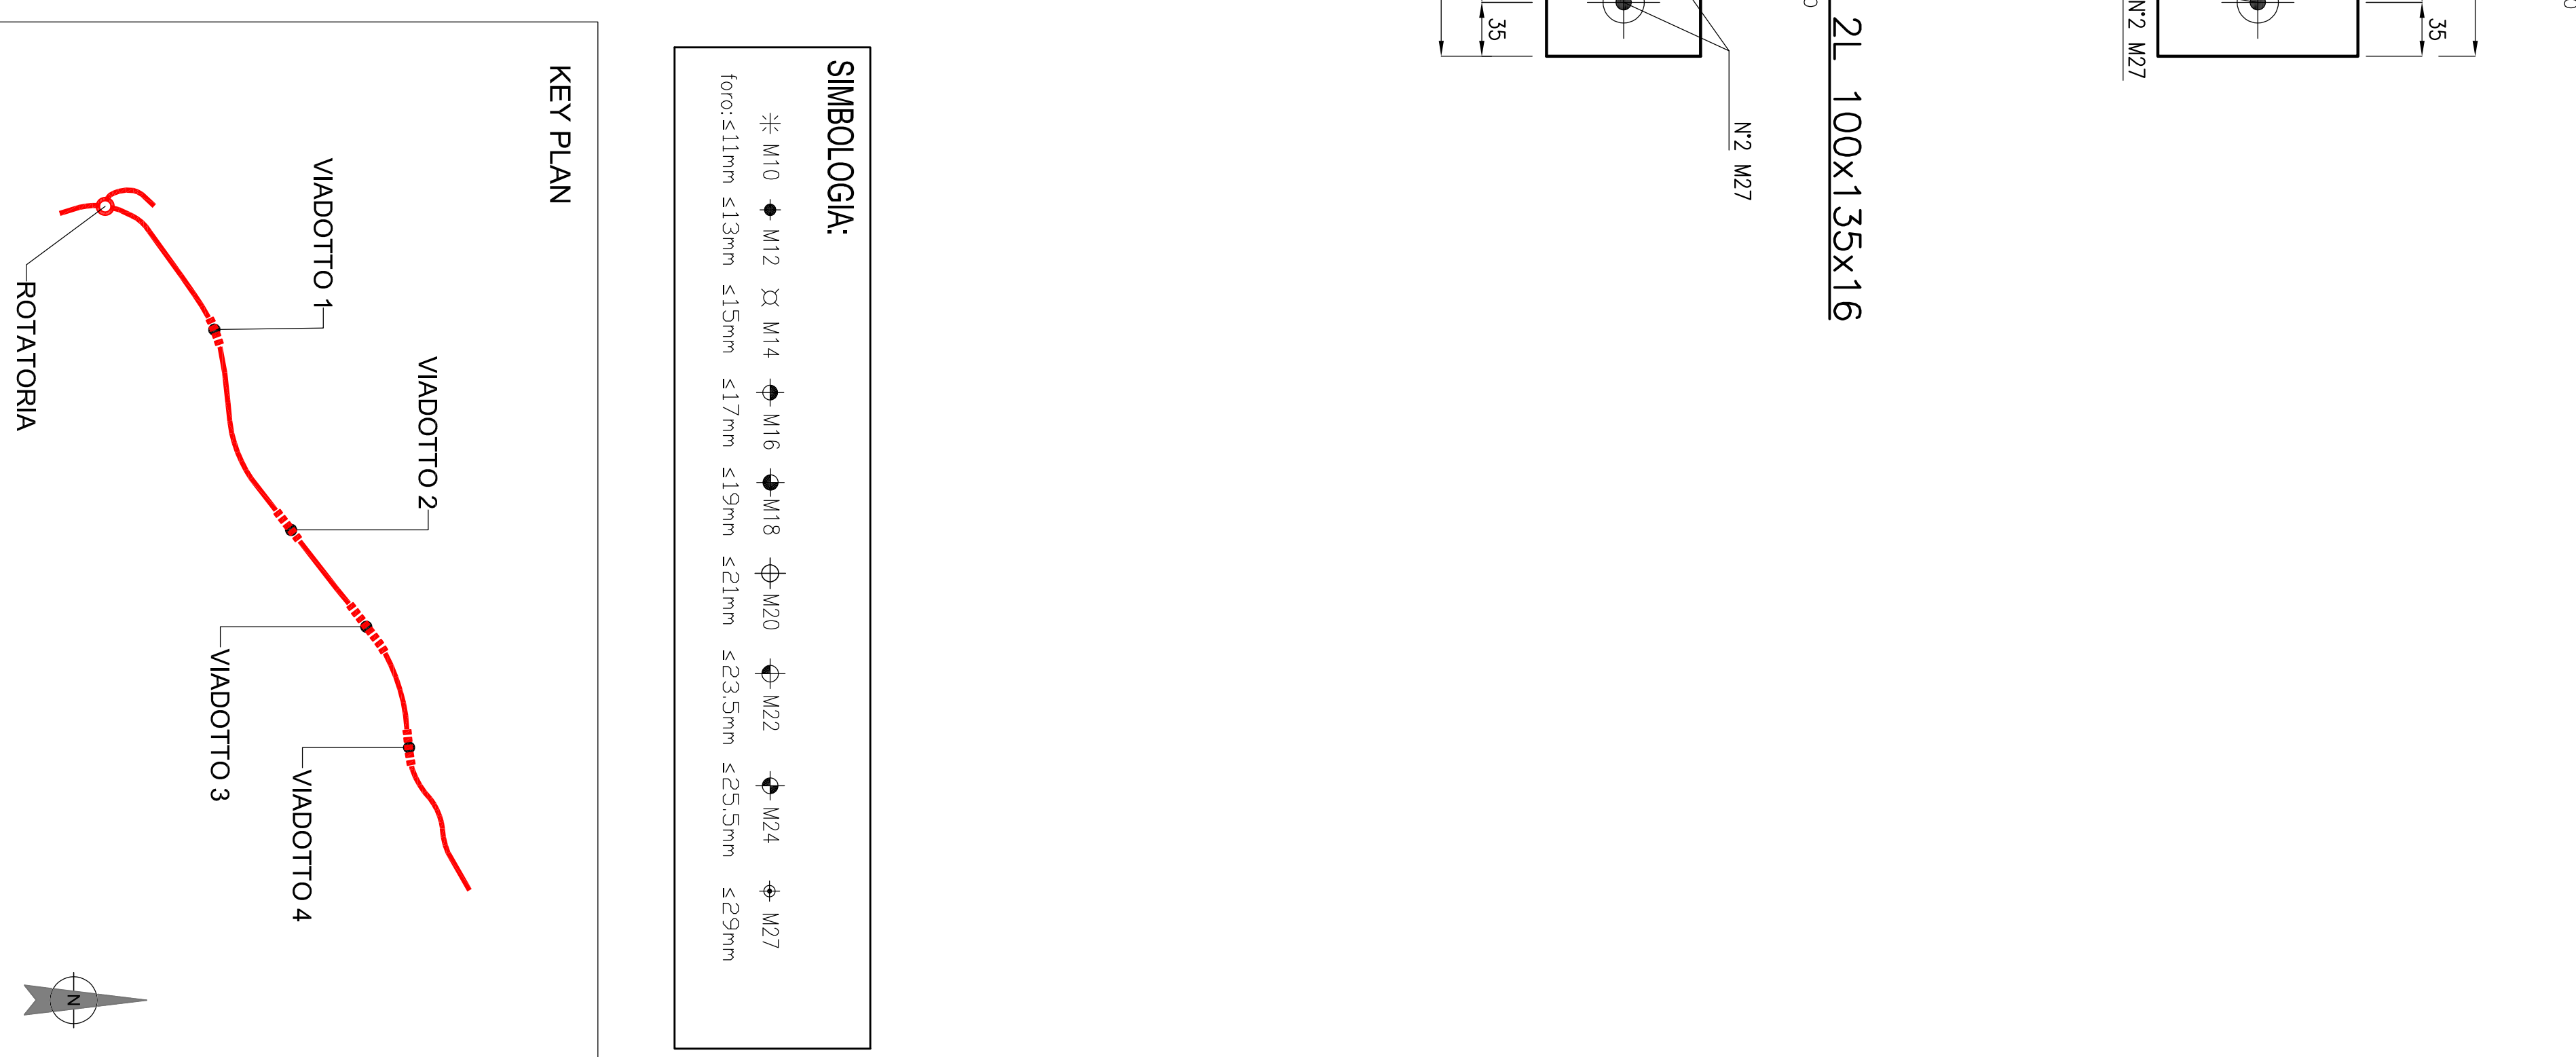 35
N°2 M27
2L 100x135x16
35
N°2 M27
SIMBOLOGIA:
M10 M12 M14 M16 M18 M20 M22 M24 M27
foro: ≤11mm ≤13mm ≤15mm ≤17mm ≤19mm ≤21mm ≤23,5mm ≤25,5mm ≤29mm
KEY PLAN
VIADOTTO 2
VIADOTTO 1
VIADOTTO 4
VIADOTTO 3
ROTATORIA
N